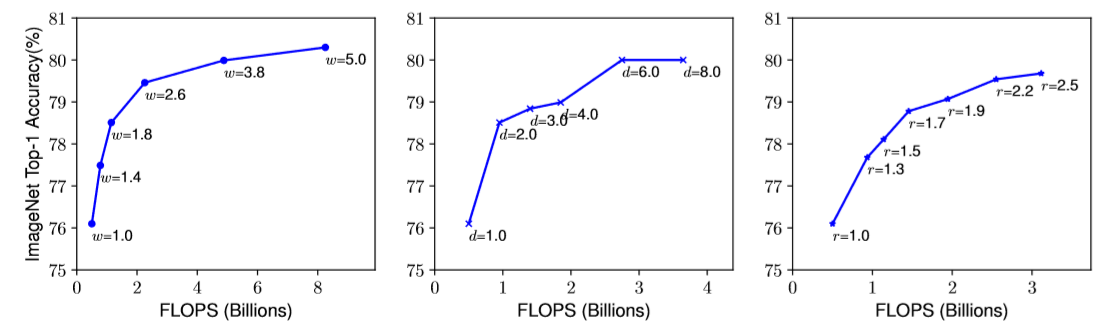 ImageNet Top-1 Accuracy(%)
81
80
79
78
77
76
75
0 2 4 6 8
FLOPS (Billions)
w=1.0
w=1.4
w=1.8
w=2.6
w=3.8
w=5.0
81
80
79
78
77
76
75
0 1 2 3 4
FLOPS (Billions)
d=1.0
d=2.0
d=3.0
d=4.0
d=6.0
d=8.0
81
80
79
78
77
76
75
0 1 2 3
FLOPS (Billions)
r=1.0
r=1.3
r=1.5
r=1.7
r=1.9
r=2.2
r=2.5